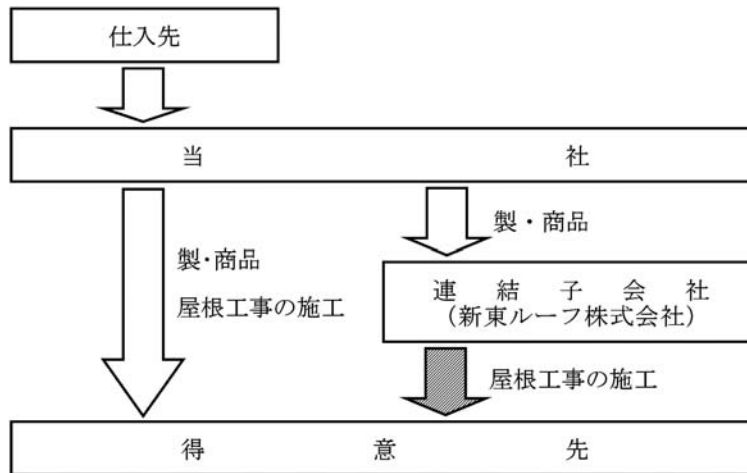 仕入先
当社
製・商品
製・商品
屋根工事の施工
連結子会社
(新東ルーフ株式会社)
屋根工事の施工
得意先